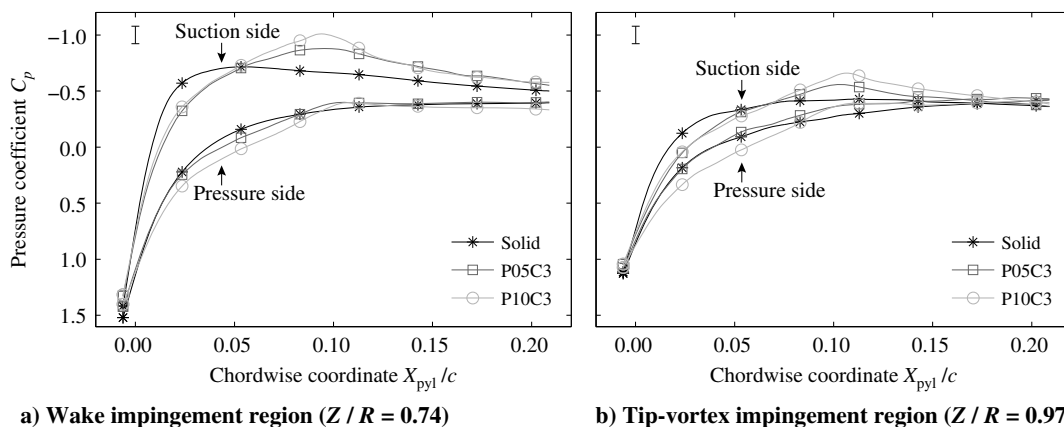 Pressure coefficient Cp
-1.0
-0.5
0.0
0.5
1.0
1.5
Suction side
Pressure side
Solid
P05C3
P10C3
0.00 0.05 0.10 0.15 0.20
Chordwise coordinate Xpyl/c
a) Wake impingement region (Z / R = 0.74)
Suction side
Pressure side
Solid
P05C3
P10C3
0.00 0.05 0.10 0.15 0.20
Chordwise coordinate Xpyl/c
b) Tip-vortex impingement region (Z / R = 0.97